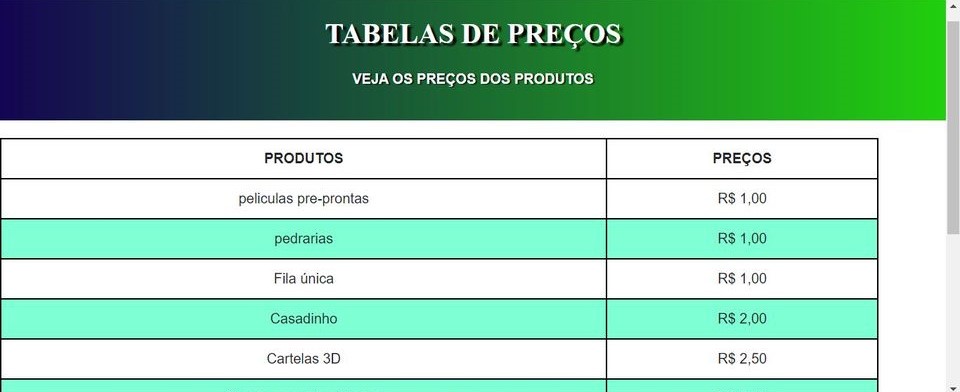 TABELAS DE PREÇOS
VEJA OS PREÇOS DOS PRODUTOS
PRODUTOS PREÇOS
peliculas pre-prontas R$ 1,00
pedrarias R$ 1,00
Fila única R$ 1,00
Casadinho R$ 2,00
Cartelas 3D R$ 2,50